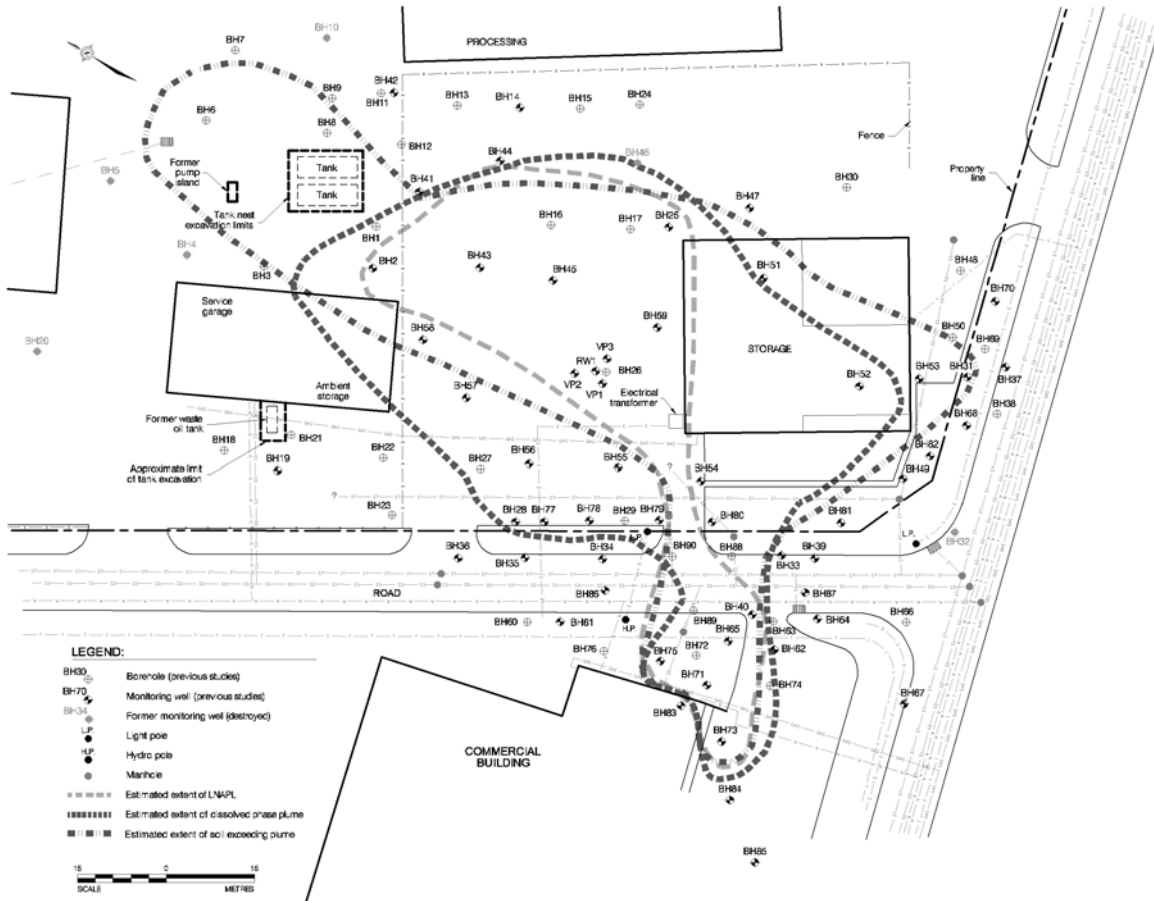 BH10
BH7
PROCESSING
BH42
BH9
BH11
BH13
BH14
BH15
BH24
BH6
BH8
Fence
BH12
BH44
BH46
Former
pump
island
Tank
Tank
BH5
BH41
BH30
Property
line
Tank nest
excavation limits
BH47
BH16
BH17
BH25
BH1
BH4
BH3
BH2
BH43
BH45
BH51
BH48
BH70
Service
garage
BH58
BH59
STORAGE
BH50
BH69
BH20
VP3
RW1
BH26
VP2
VP1
BH52
BH53
BH31
BH37
Ambient
storage
BH57
Electrical
transformer
BH38
Former waste
oil tank
BH68
BH18
BH21
BH22
BH27
BH56
BH55
BH54
BH82
BH19
Approximate limit
of tank excavation
BH49
?
?
BH23
BH28
BH77
BH78
BH29
BH79
BH80
BH81
L.P.
L.P.
BH32
BH36
BH35
BH34
BH90
BH88
BH33
BH39
ROAD
BH86
BH87
BH60
BH61
H.P.
BH89
BH40
BH63
BH64
BH66
BH65
BH62
BH76
BH75
BH72
BH71
BH74
BH83
BH67
BH73
COMMERCIAL
BUILDING
BH84
BH85
LEGEND:
BH30 Borehole (previous studies)
BH70 Monitoring well (previous studies)
BH34 Former monitoring well (destroyed)
L.P. Light pole
H.P. Hydro pole
Manhole
Estimated extent of LNAPL
Estimated extent of dissolved phase plume
Estimated extent of soil exceeding plume
15 0 15
SCALE METRES